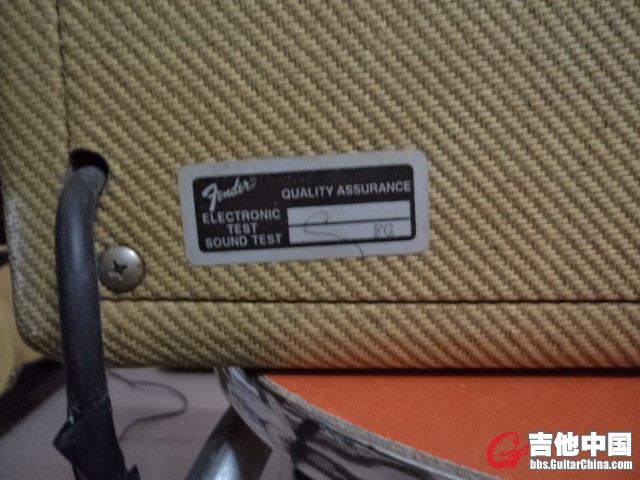 Fender
QUALITY ASSURANCE
ELECTRONIC
TEST
SOUND TEST
FG
吉他中国
bbs.GuitarChina.com